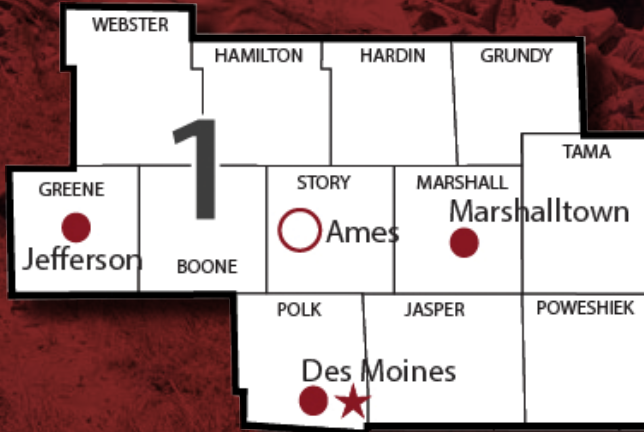 WEBSTER
HAMILTON
HARDIN
GRUNDY
1
TAMA
GREENE
STORY
MARSHALL
Marshalltown
Ames
Jefferson
BOONE
POLK
JASPER
POWESHIEK
Des Moines